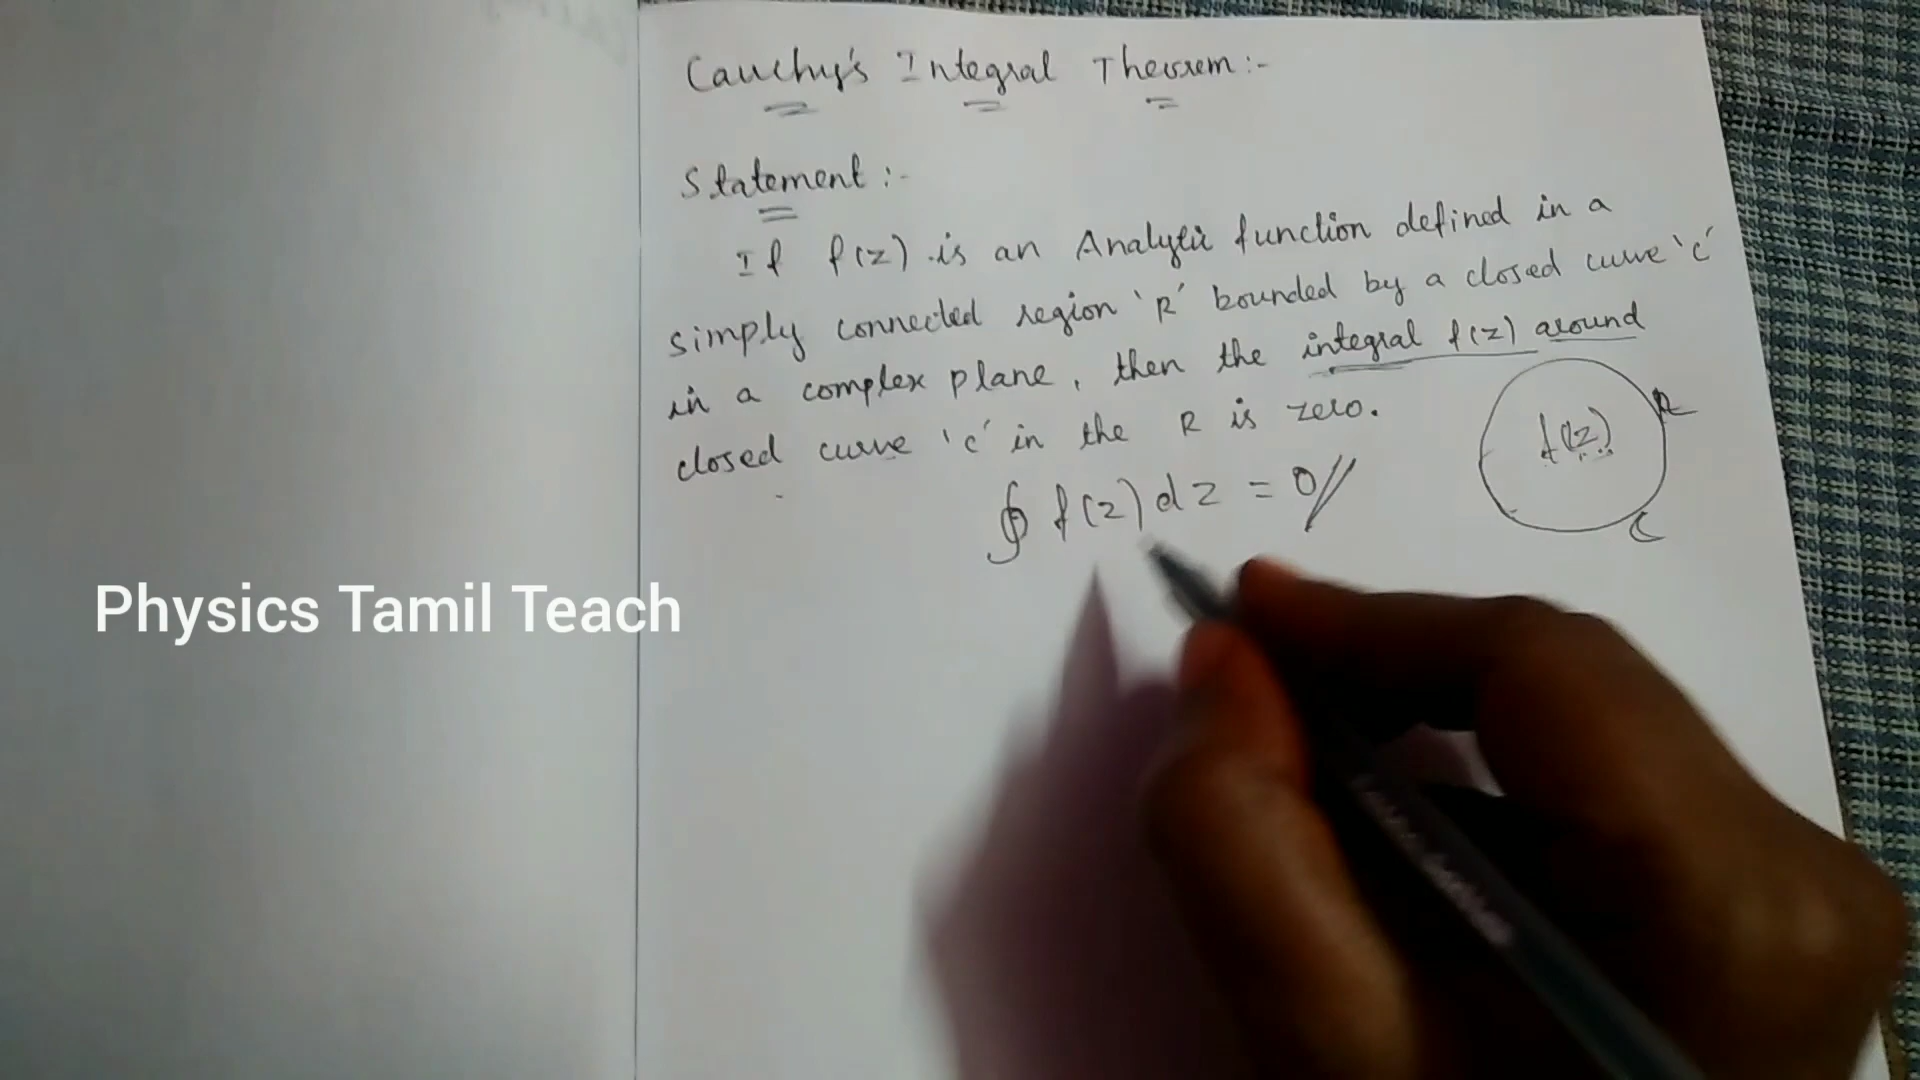 Cauchy's Integral Theorem:-
Statement :-
If f(z) is an Analytic function defined in a
simply connected region 'R' bounded by a closed curve 'c'
in a complex plane, then the integral f(z) around
closed curve 'c' in the R is zero.
∮ f(z) dz = 0//
f(z)
R
C
Physics Tamil Teach